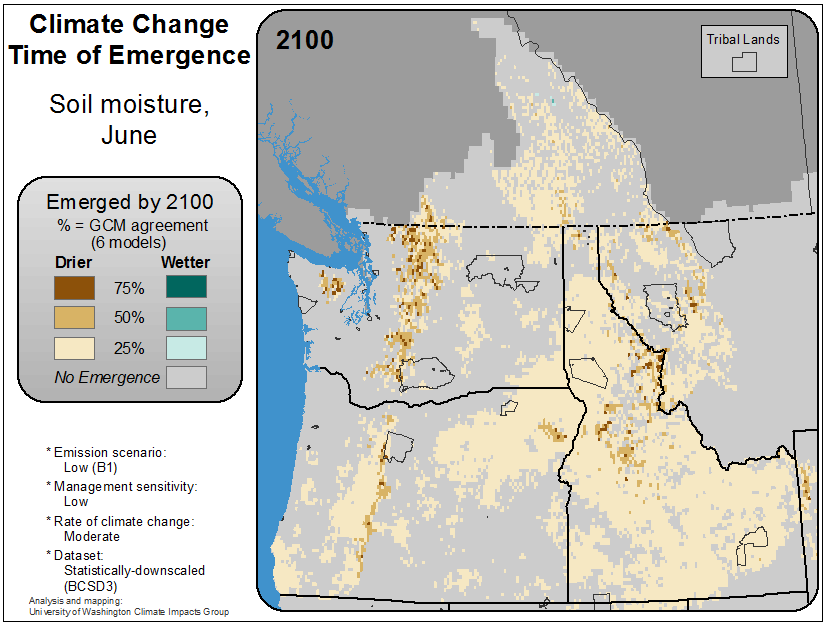 Climate Change
Time of Emergence
Soil moisture,
June
Emerged by 2100
% = GCM agreement
(6 models)
Drier Wetter
75%
50%
25%
No Emergence
* Emission scenario:
Low (B1)
* Management sensitivity:
Low
* Rate of climate change:
Moderate
* Dataset:
Statistically-downscaled
(BCSD3)
Analysis and mapping:
University of Washington Climate Impacts Group
2100
Tribal Lands